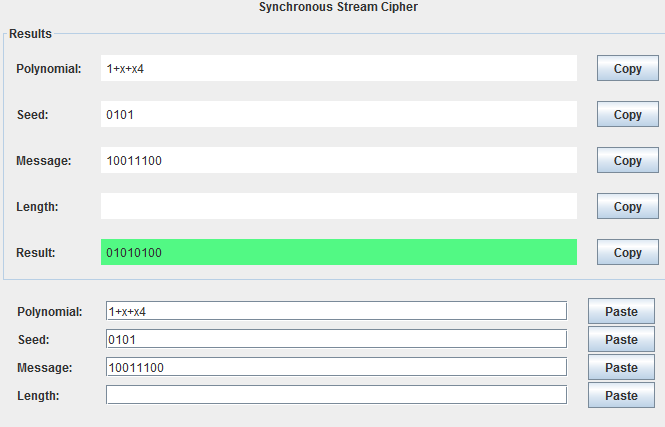 Synchronous Stream Cipher
Results
Polynomial: 1+x+x4 Copy
Seed: 0101 Copy
Message: 10011100 Copy
Length: Copy
Result: 01010100 Copy
Polynomial: 1+x+x4 Paste
Seed: 0101 Paste
Message: 10011100 Paste
Length: Paste